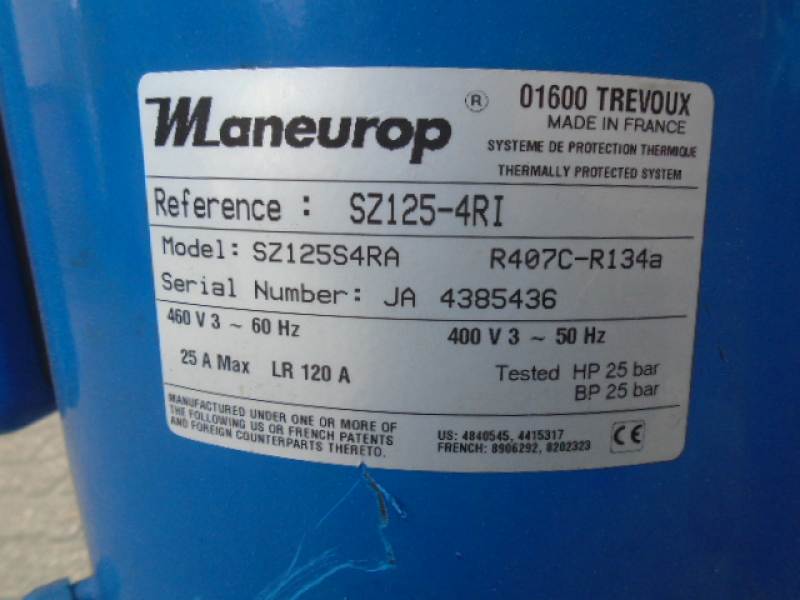 Maneurop ® 01600 TREVOUX
MADE IN FRANCE
SYSTEME DE PROTECTION THERMIQUE
THERMALLY PROTECTED SYSTEM
Reference : SZ125-4RI
Model: SZ125S4RA R407C-R134a
Serial Number: JA 4385436
460 V 3 ~ 60 Hz 400 V 3 ~ 50 Hz
25 A Max LR 120 A Tested HP 25 bar
BP 25 bar
MANUFACTURED UNDER ONE OR MORE OF
THE FOLLOWING US OR FRENCH PATENTS
AND FOREIGN COUNTERPARTS THERETO.
US: 4840545, 4415317
FRENCH: 8906292, 8202323
CE